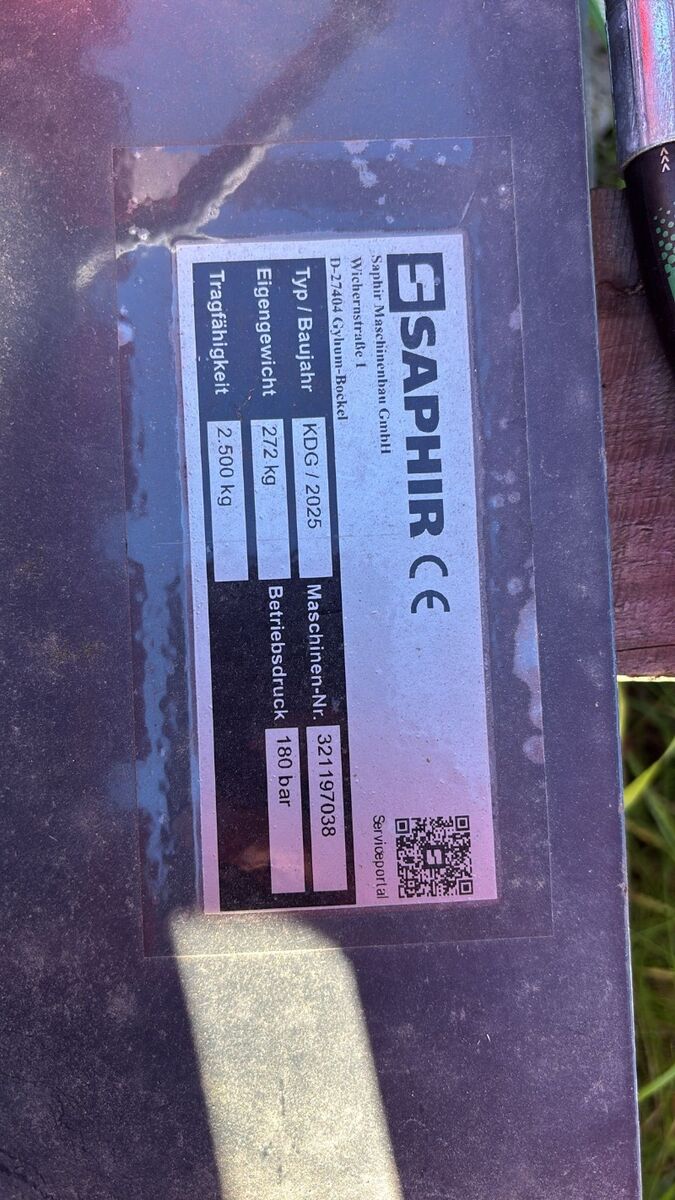 SAPHIR CE
Saphir Maschinenbau GmbH
Wichernstraße 1
D-27404 Gyhum-Bockel
Serviceportal
Typ / Baujahr KDG / 2025 Maschinen-Nr. 321197038
Eigengewicht 272 kg Betriebsdruck 180 bar
Tragfähigkeit 2.500 kg